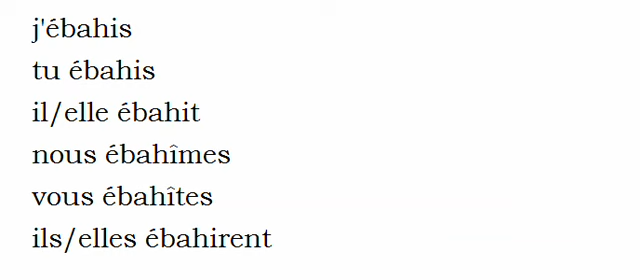 j'ébahis
tu ébahis
il/elle ébahit
nous ébahîmes
vous ébahîtes
ils/elles ébahirent